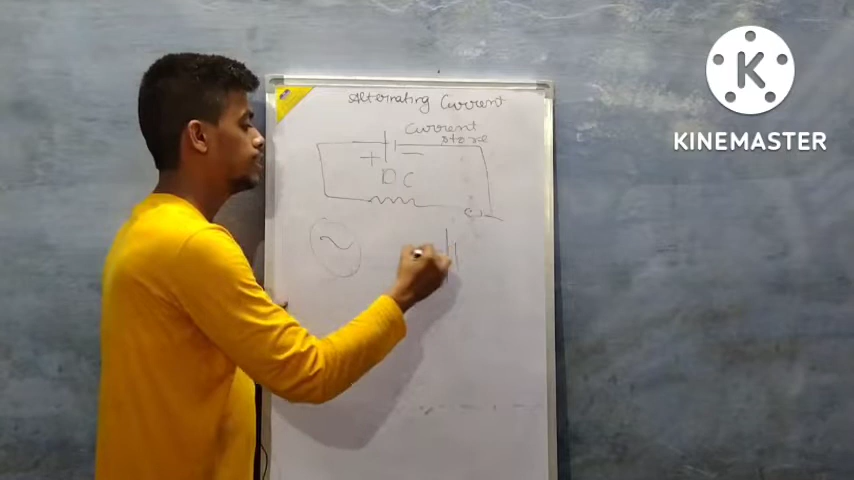 Alternating Current
Current
store
+ −
DC
K
KINEMASTER